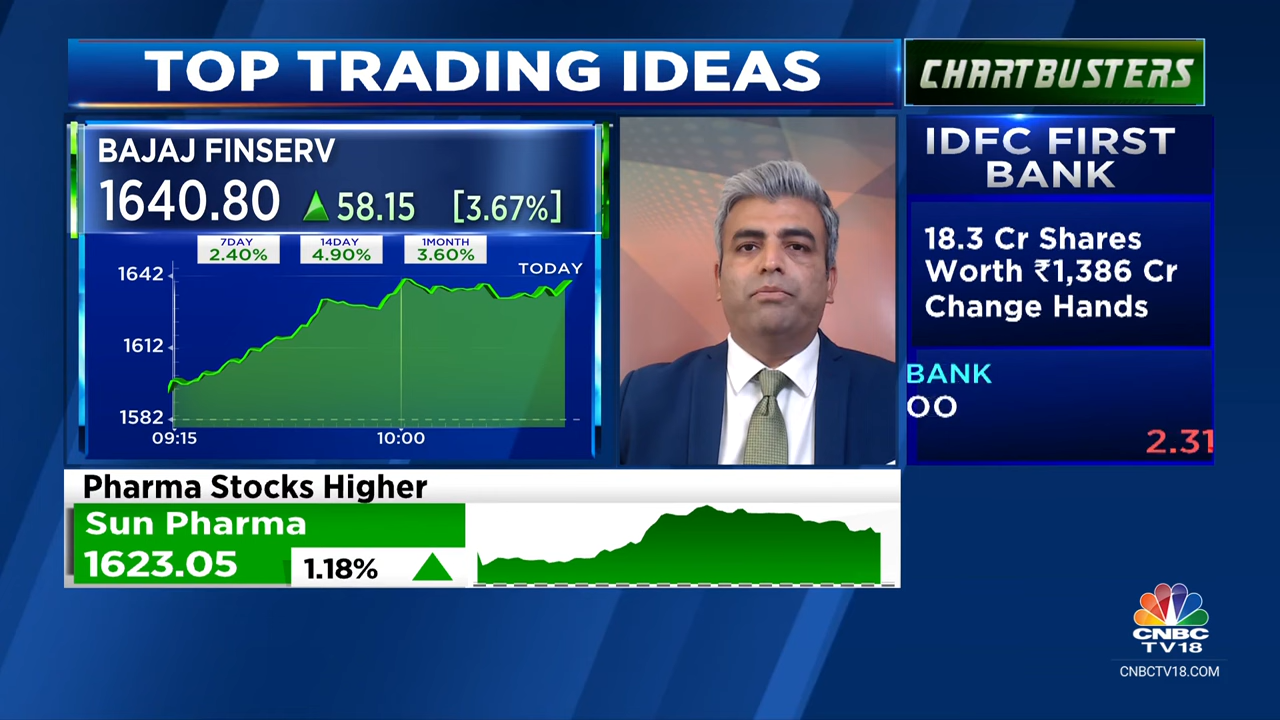 TOP TRADING IDEAS
CHARTBUSTERS
BAJAJ FINSERV
1640.80 58.15 [3.67%]
7DAY
2.40%
14DAY
4.90%
1MONTH
3.60%
TODAY
1642
1612
1582
09:15 10:00
IDFC FIRST
BANK
18.3 Cr Shares
Worth ₹1,386 Cr
Change Hands
BANK
00
2.31
Pharma Stocks Higher
Sun Pharma
1623.05 1.18%
CNBC
TV18
CNBCTV18.COM